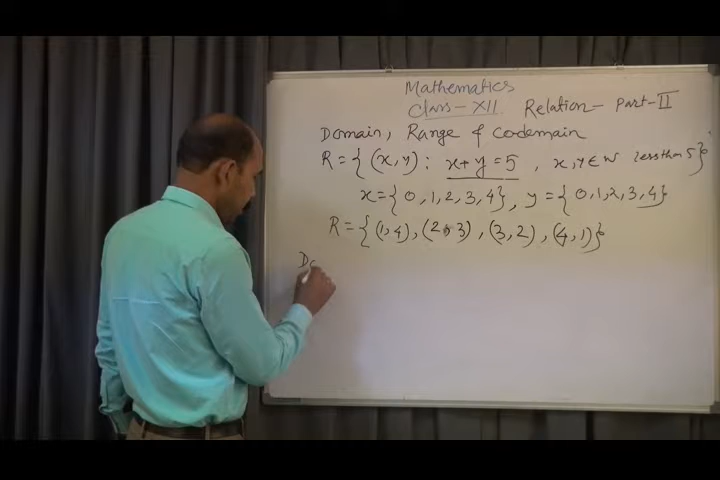 Mathematics
Class-XII Relation- Part-II
Domain, Range & Codomain
R = { (x, y) : x + y = 5 , x, y ∈ W less than 5 }
x = { 0, 1, 2, 3, 4 } , y = { 0, 1, 2, 3, 4 }
R = { (1, 4) , (2, 3) , (3, 2) , (4, 1) }
Do